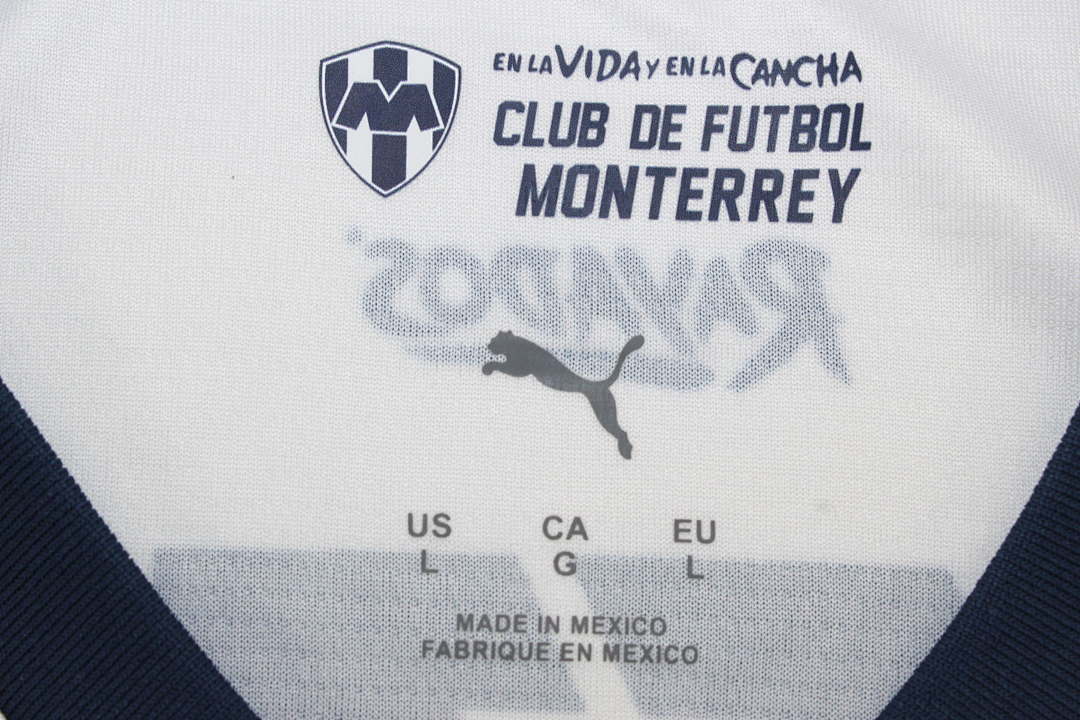 EN LA VIDA Y EN LA CANCHA
CLUB DE FUTBOL
MONTERREY
RAYADOS
US CA EU
L G L
MADE IN MEXICO
FABRIQUE EN MEXICO